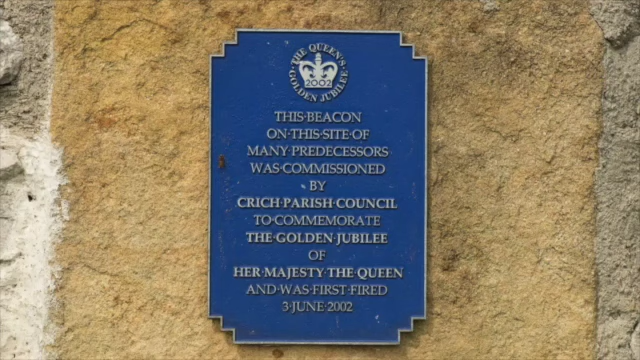 THE QUEEN'S
GOLDEN JUBILEE
2002
THIS·BEACON
ON·THIS·SITE·OF
MANY·PREDECESSORS
WAS·COMMISSIONED
BY
CRICH·PARISH·COUNCIL
TO·COMMEMORATE
THE·GOLDEN·JUBILEE
OF
HER·MAJESTY·THE·QUEEN
AND·WAS·FIRST·FIRED
3·JUNE·2002